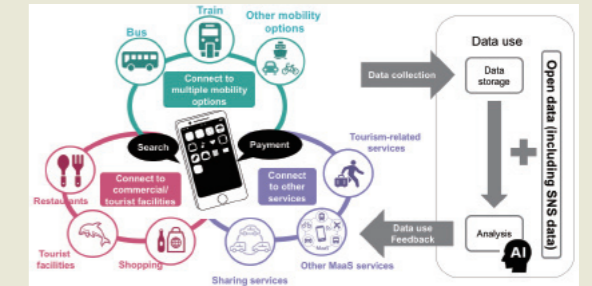 Train
Bus
Other mobility
options
Connect to
multiple mobility
options
Search
Payment
Connect to
commercial/
tourist facilities
Connect
to other
services
Restaurants
Tourist
facilities
Shopping
Tourism-related
services
Sharing services
Other MaaS services
MaaS
Data collection
Data use
Feedback
Data use
Data
storage
Analysis
AI
Open data (including SNS data)